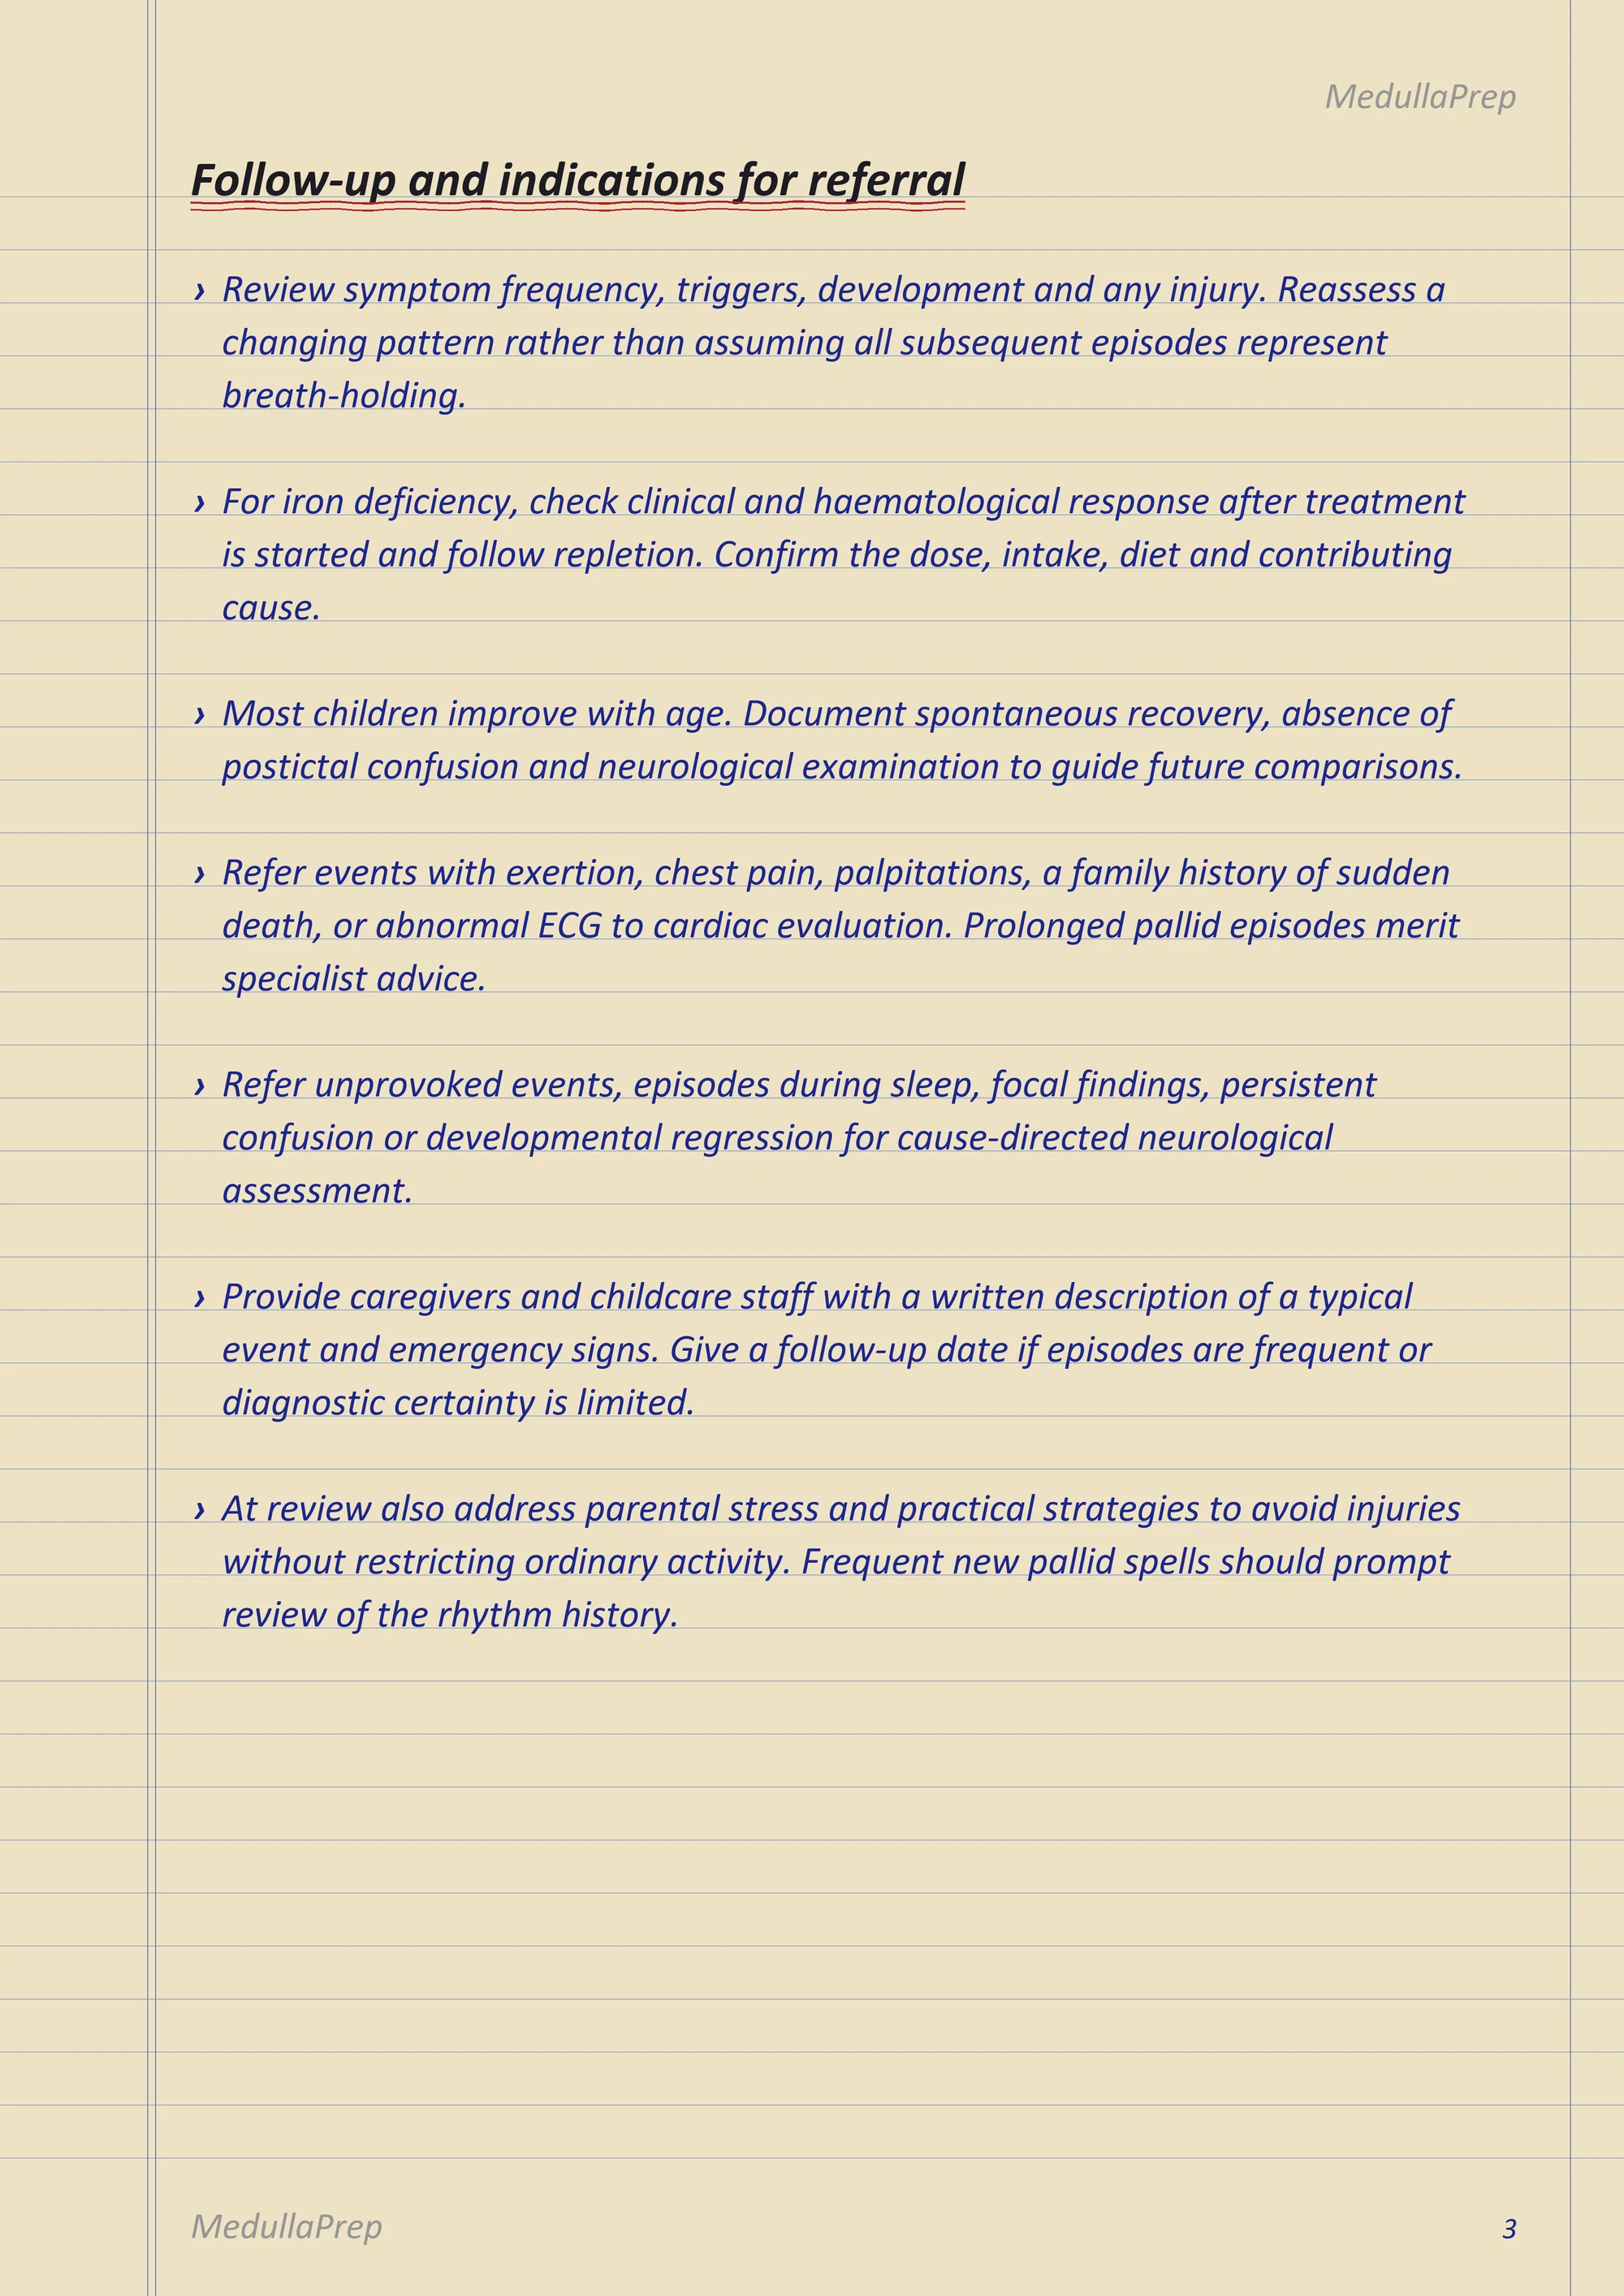 MedullaPrep
Follow-up and indications for referral
› Review symptom frequency, triggers, development and any injury. Reassess a
changing pattern rather than assuming all subsequent episodes represent
breath-holding.
› For iron deficiency, check clinical and haematological response after treatment
is started and follow repletion. Confirm the dose, intake, diet and contributing
cause.
› Most children improve with age. Document spontaneous recovery, absence of
postictal confusion and neurological examination to guide future comparisons.
› Refer events with exertion, chest pain, palpitations, a family history of sudden
death, or abnormal ECG to cardiac evaluation. Prolonged pallid episodes merit
specialist advice.
› Refer unprovoked events, episodes during sleep, focal findings, persistent
confusion or developmental regression for cause-directed neurological
assessment.
› Provide caregivers and childcare staff with a written description of a typical
event and emergency signs. Give a follow-up date if episodes are frequent or
diagnostic certainty is limited.
› At review also address parental stress and practical strategies to avoid injuries
without restricting ordinary activity. Frequent new pallid spells should prompt
review of the rhythm history.
MedullaPrep
3